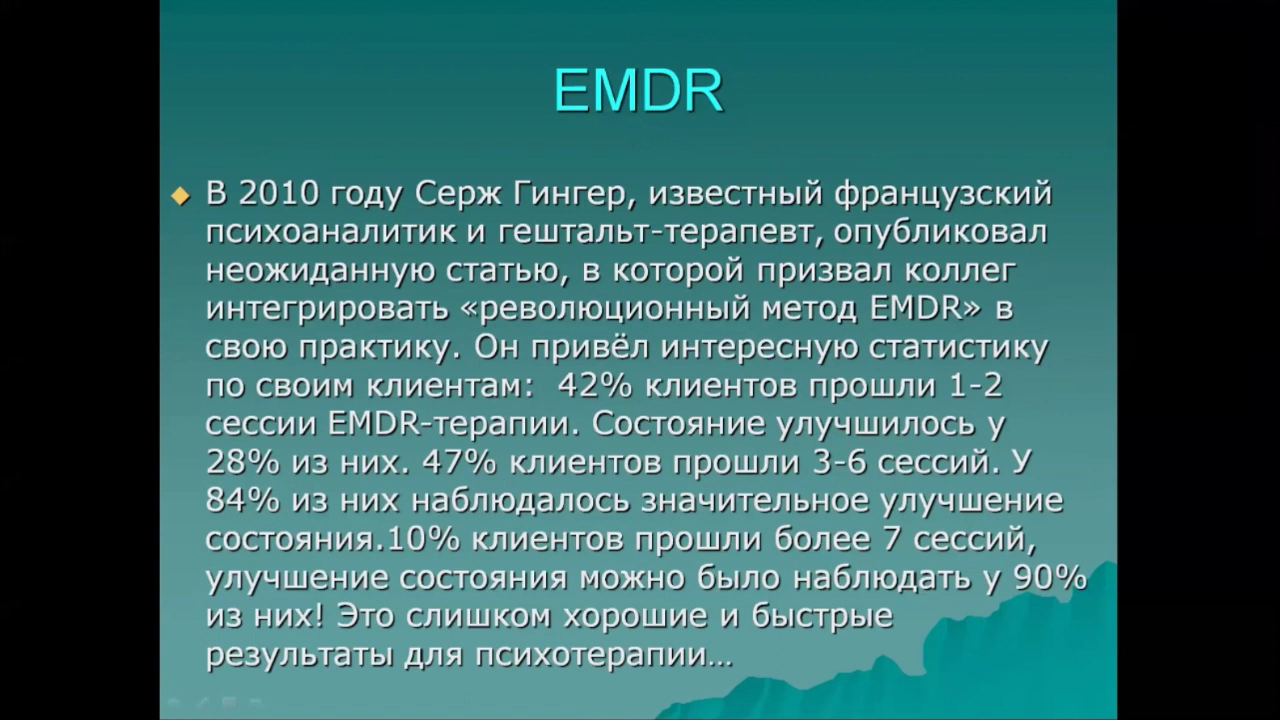 EMDR
В 2010 году Серж Гингер, известный французский
психоаналитик и гештальт-терапевт, опубликовал
неожиданную статью, в которой призвал коллег
интегрировать «революционный метод EMDR» в
свою практику. Он привёл интересную статистику
по своим клиентам:  42% клиентов прошли 1-2
сессии EMDR-терапии. Состояние улучшилось у
28% из них. 47% клиентов прошли 3-6 сессий. У
84% из них наблюдалось значительное улучшение
состояния.10% клиентов прошли более 7 сессий,
улучшение состояния можно было наблюдать у 90%
из них! Это слишком хорошие и быстрые
результаты для психотерапии…